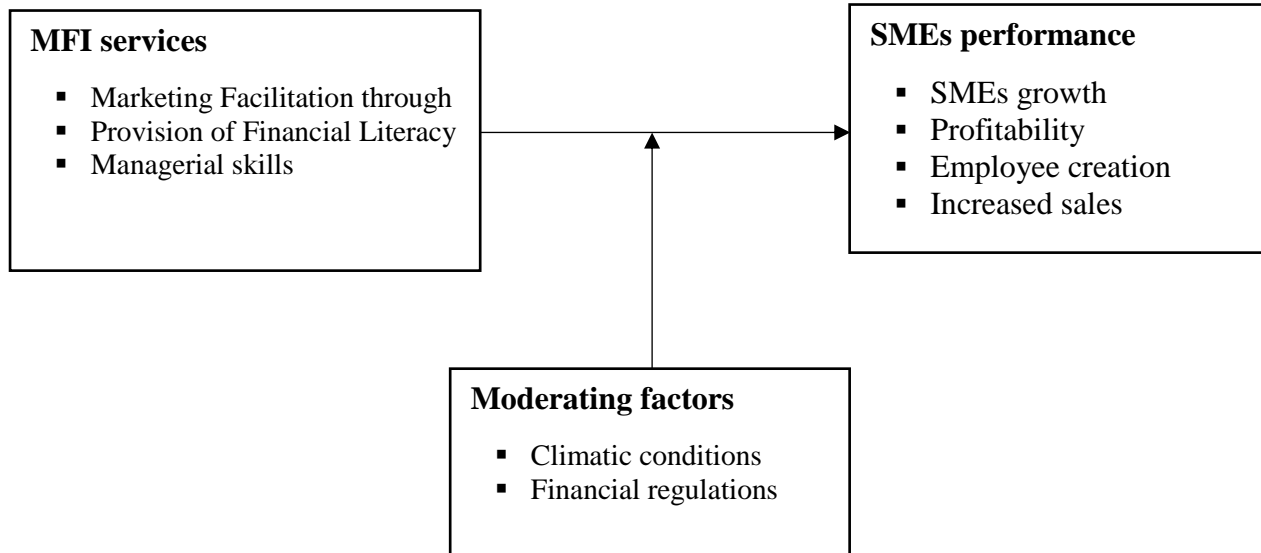 MFI services
▪ Marketing Facilitation through
▪ Provision of Financial Literacy
▪ Managerial skills
SMEs performance
▪ SMEs growth
▪ Profitability
▪ Employee creation
▪ Increased sales
Moderating factors
▪ Climatic conditions
▪ Financial regulations